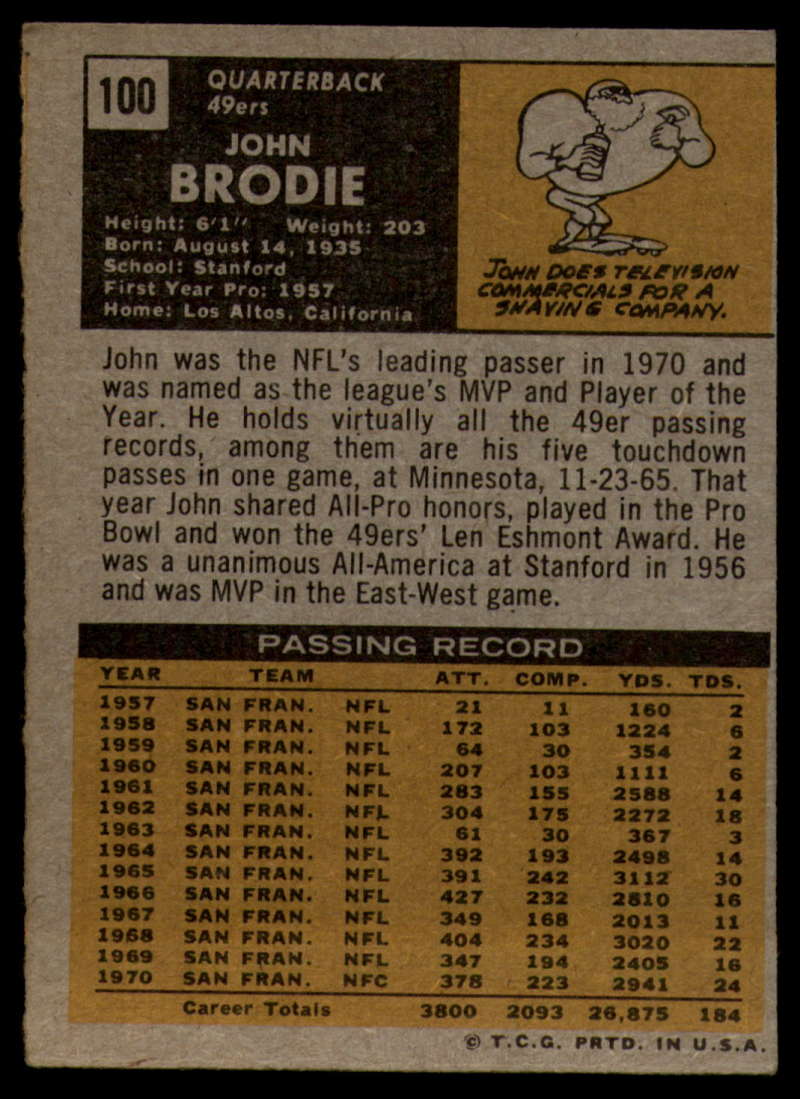 100
QUARTERBACK
49ers
JOHN
BRODIE
Height: 6'1" Weight: 203
Born: August 14, 1935
School: Stanford
First Year Pro: 1957
Home: Los Altos, California
JOHN DOES TELEVISION
COMMERCIALS FOR A
SHAVING COMPANY.
John was the NFL's leading passer in 1970 and
was named as the league's MVP and Player of the
Year. He holds virtually all the 49er passing
records, among them are his five touchdown
passes in one game, at Minnesota, 11-23-65. That
year John shared All-Pro honors, played in the Pro
Bowl and won the 49ers' Len Eshmont Award. He
was a unanimous All-America at Stanford in 1956
and was MVP in the East-West game.
PASSING RECORD
YEAR TEAM ATT. COMP. YDS. TDS.
1957 SAN FRAN. NFL 21 11 160 2
1958 SAN FRAN. NFL 172 103 1224 6
1959 SAN FRAN. NFL 64 30 354 2
1960 SAN FRAN. NFL 207 103 1111 6
1961 SAN FRAN. NFL 283 155 2588 14
1962 SAN FRAN. NFL 304 175 2272 18
1963 SAN FRAN. NFL 61 30 367 3
1964 SAN FRAN. NFL 392 193 2498 14
1965 SAN FRAN. NFL 391 242 3112 30
1966 SAN FRAN. NFL 427 232 2810 16
1967 SAN FRAN. NFL 349 168 2013 11
1968 SAN FRAN. NFL 404 234 3020 22
1969 SAN FRAN. NFL 347 194 2405 16
1970 SAN FRAN. NFC 378 223 2941 24
Career Totals 3800 2093 26,875 184
© T.C.G. PRTD. IN U.S.A.